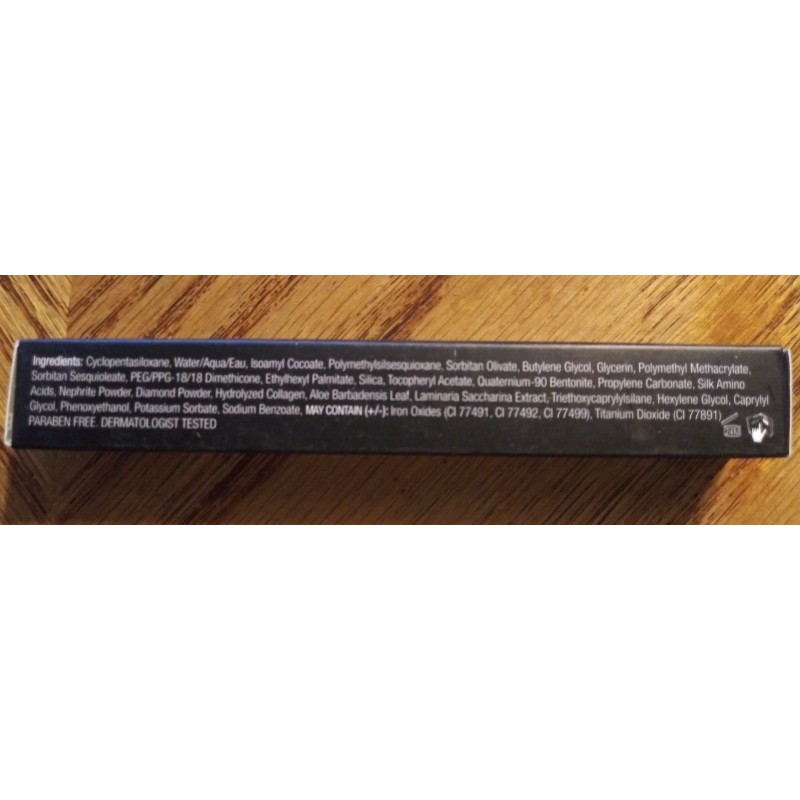 Ingredients: Cyclopentasiloxane, Water/Aqua/Eau, Isoamyl Cocoate, Polymethylsilsesquioxane, Sorbitan Olivate, Butylene Glycol, Glycerin, Polymethyl Methacrylate,
Sorbitan Sesquioleate, PEG/PPG-18/18 Dimethicone, Ethylhexyl Palmitate, Silica, Tocopheryl Acetate, Quaternium-90 Bentonite, Propylene Carbonate, Silk Amino
Acids, Nephrite Powder, Diamond Powder, Hydrolyzed Collagen, Aloe Barbadensis Leaf, Laminaria Saccharina Extract, Triethoxycaprylylsilane, Hexylene Glycol, Caprylyl
Glycol, Phenoxyethanol, Potassium Sorbate, Sodium Benzoate, MAY CONTAIN (+/-): Iron Oxides (CI 77491, CI 77492, CI 77499), Titanium Dioxide (CI 77891)
PARABEN FREE. DERMATOLOGIST TESTED